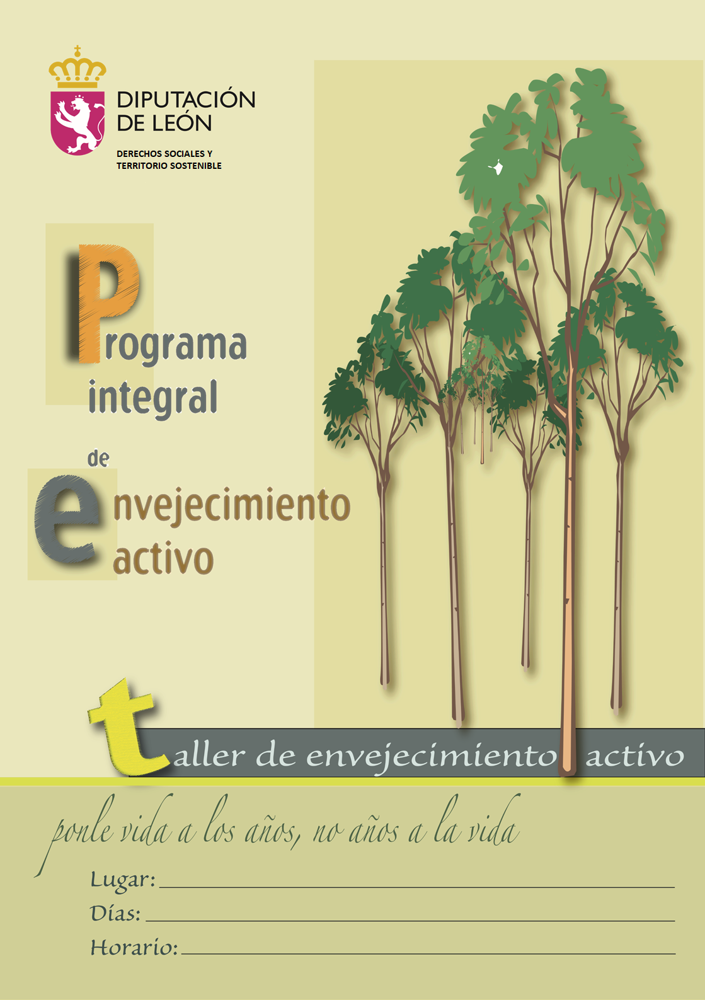 DIPUTACIÓN
DE LEÓN
DERECHOS SOCIALES Y
TERRITORIO SOSTENIBLE
Programa
integral
de
envejecimiento
activo
taller de envejecimiento activo
ponle vida a los años, no años a la vida
Lugar:
Días:
Horario: